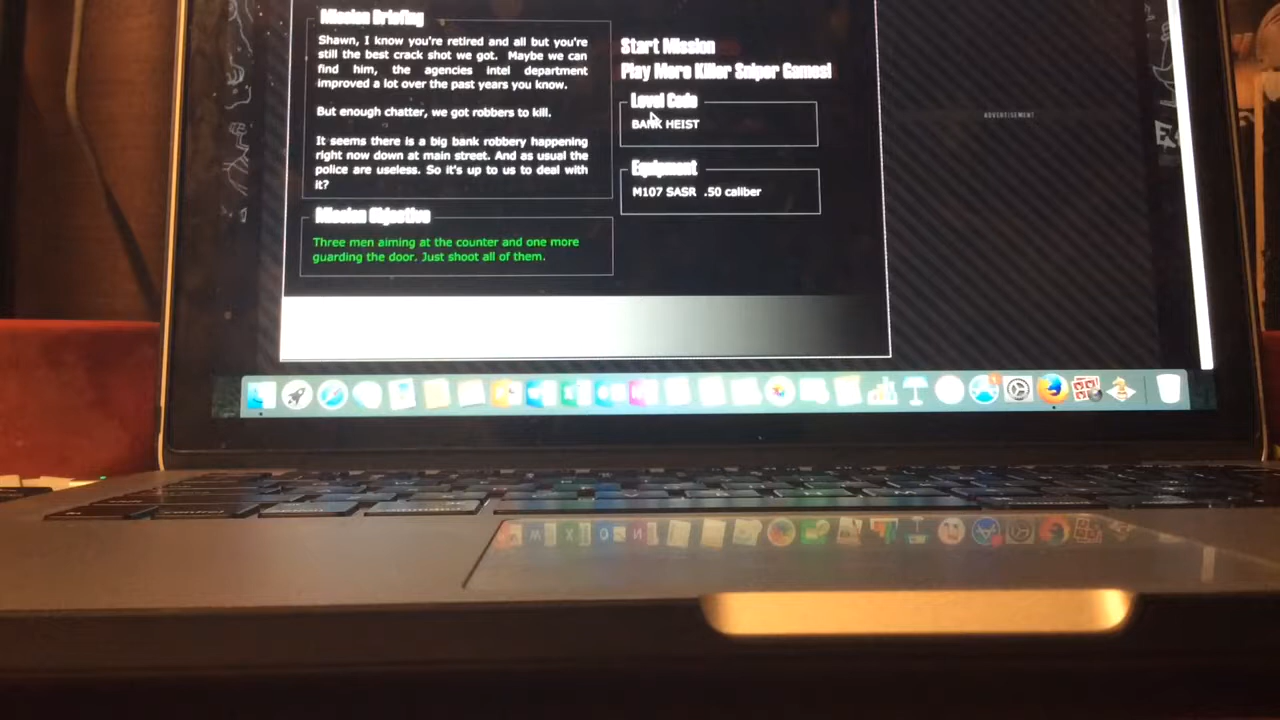 Mission Briefing
Shawn, I know you're retired and all but you're
still the best crack shot we got. Maybe we can
find him, the agencies intel department
improved a lot over the past years you know.
But enough chatter, we got robbers to kill.
It seems there is a big bank robbery happening
right now down at main street. And as usual the
police are useless. So it's up to us to deal with
it?
Mission Objective
Three men aiming at the counter and one more
guarding the door. Just shoot all of them.
Start Mission
Play More Killer Sniper Games!
Level Code
BANK HEIST
Equipment
M107 SASR .50 caliber
ADVERTISEMENT